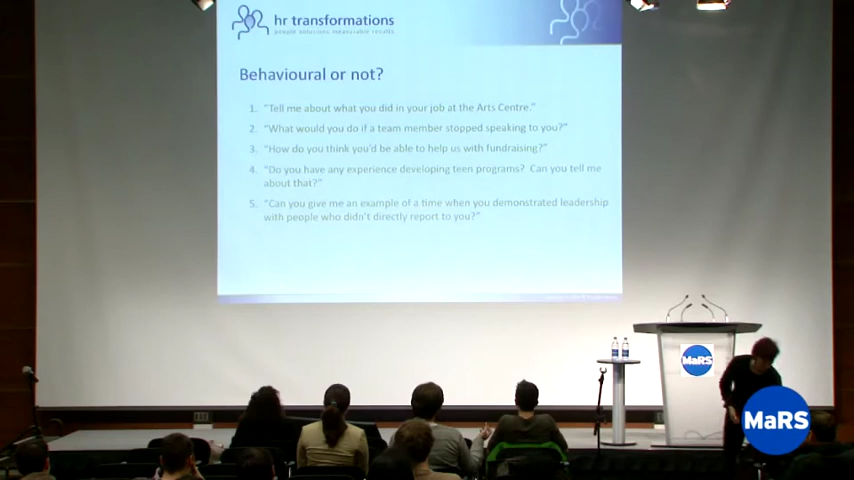 hr transformations
people solutions measurable results
Behavioural or not?
1. "Tell me about what you did in your job at the Arts Centre."
2. "What would you do if a team member stopped speaking to you?"
3. "How do you think you'd be able to help us with fundraising?"
4. "Do you have any experience developing teen programs? Can you tell me
about that?"
5. "Can you give me an example of a time when you demonstrated leadership
with people who didn't directly report to you?"
MaRS
MaRS